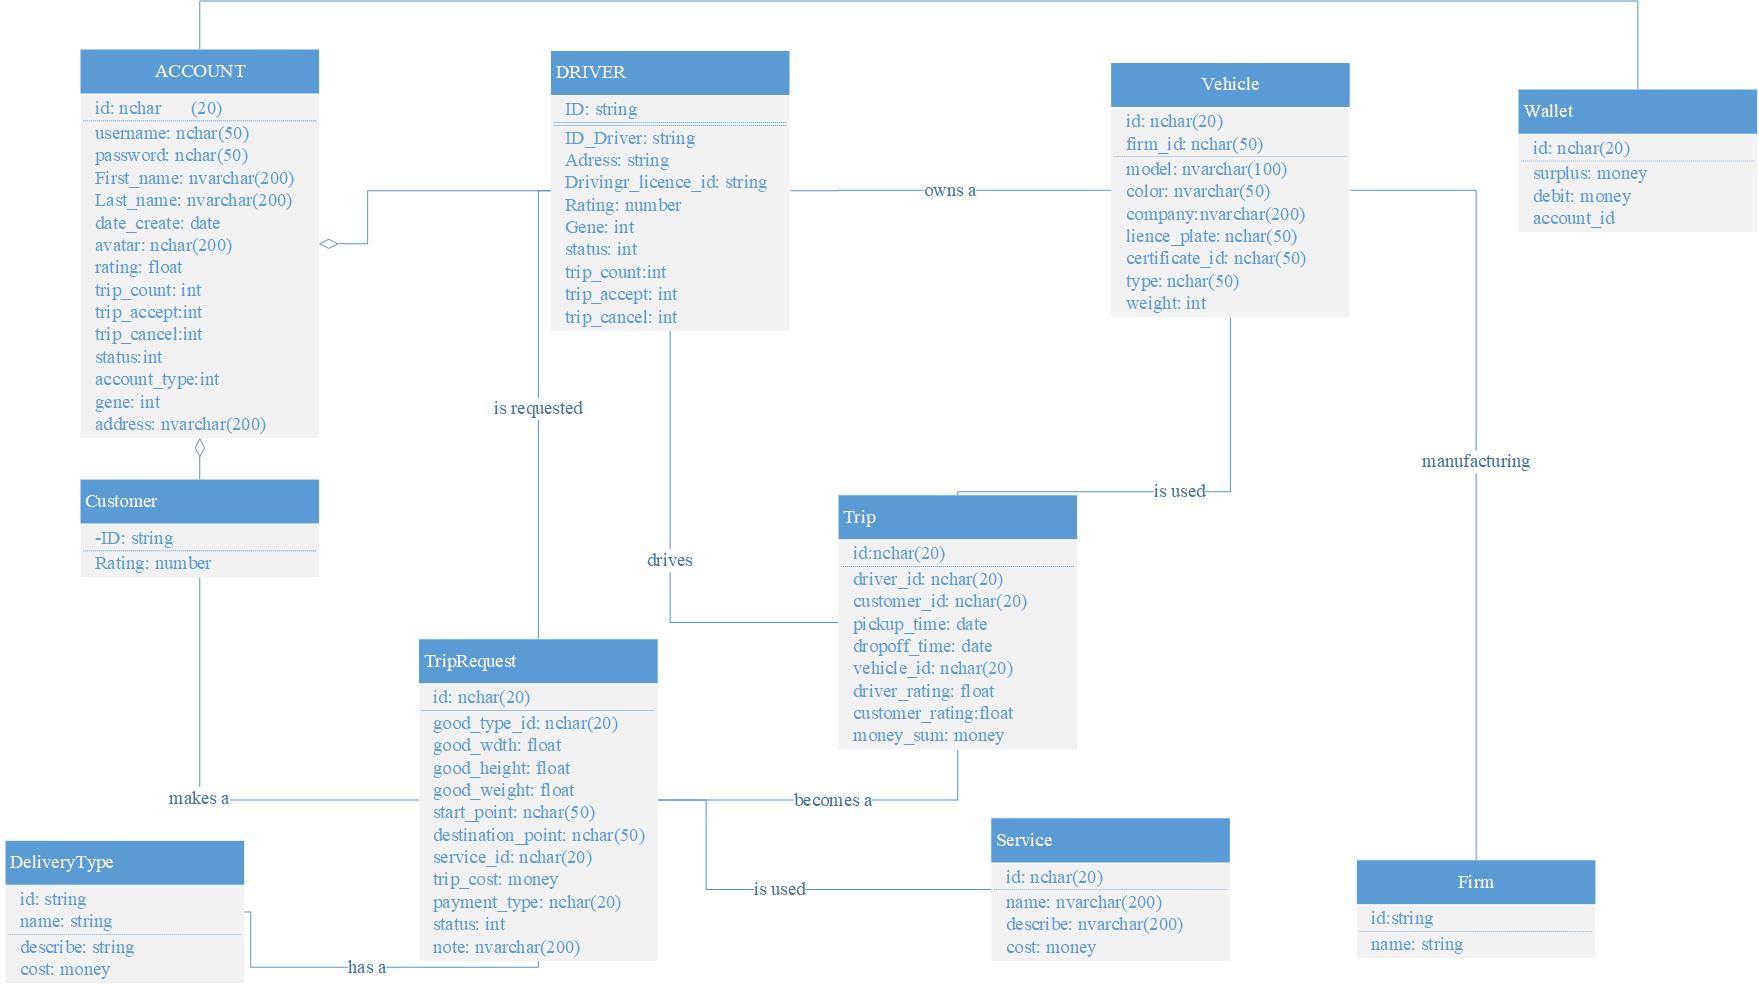 ACCOUNT
id: nchar (20)
username: nchar(50)
password: nchar(50)
First_name: nvarchar(200)
Last_name: nvarchar(200)
date_create: date
avatar: nchar(200)
rating: float
trip_count: int
trip_accept:int
trip_cancel:int
status:int
account_type:int
gene: int
address: nvarchar(200)
DRIVER
ID: string
ID_Driver: string
Adress: string
Drivingr_licence_id: string
Rating: number
Gene: int
status: int
trip_count:int
trip_accept: int
trip_cancel: int
owns a
Vehicle
id: nchar(20)
firm_id: nchar(50)
model: nvarchar(100)
color: nvarchar(50)
company:nvarchar(200)
lience_plate: nchar(50)
certificate_id: nchar(50)
type: nchar(50)
weight: int
Wallet
id: nchar(20)
surplus: money
debit: money
account_id
is requested
manufacturing
is used
drives
Customer
-ID: string
Rating: number
Trip
id:nchar(20)
driver_id: nchar(20)
customer_id: nchar(20)
pickup_time: date
dropoff_time: date
vehicle_id: nchar(20)
driver_rating: float
customer_rating:float
money_sum: money
TripRequest
id: nchar(20)
good_type_id: nchar(20)
good_wdth: float
good_height: float
good_weight: float
start_point: nchar(50)
destination_point: nchar(50)
service_id: nchar(20)
trip_cost: money
payment_type: nchar(20)
status: int
note: nvarchar(200)
makes a
becomes a
is used
has a
DeliveryType
id: string
name: string
describe: string
cost: money
Service
id: nchar(20)
name: nvarchar(200)
describe: nvarchar(200)
cost: money
Firm
id:string
name: string